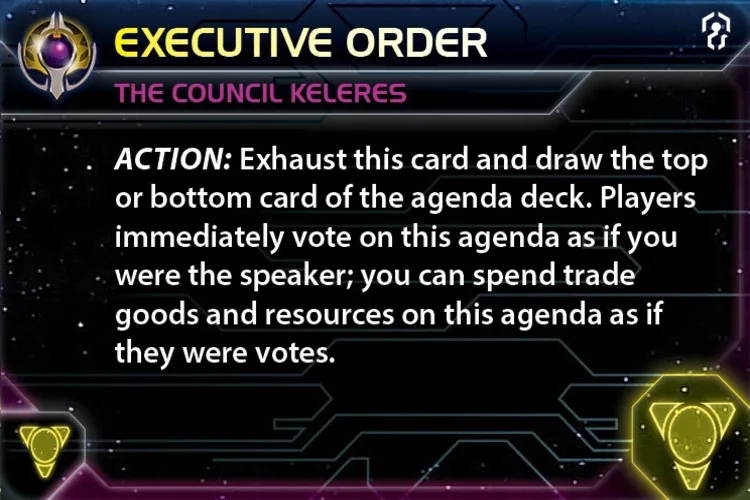 EXECUTIVE ORDER
THE COUNCIL KELERES
ACTION: Exhaust this card and draw the top
or bottom card of the agenda deck. Players
immediately vote on this agenda as if you
were the speaker; you can spend trade
goods and resources on this agenda as if
they were votes.